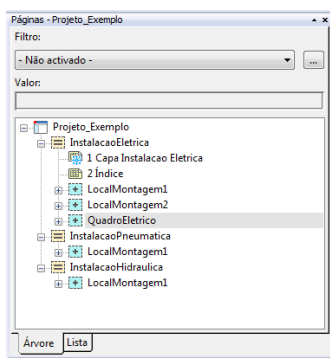 Páginas - Projeto_Exemplo
Filtro:
- Não activado -
...
Valor:
Projeto_Exemplo
InstalacaoEletrica
1 Capa Instalacao Eletrica
2 Índice
LocalMontagem1
LocalMontagem2
QuadroEletrico
InstalacaoPneumatica
LocalMontagem1
InstalacaoHidraulica
LocalMontagem1
Árvore Lista